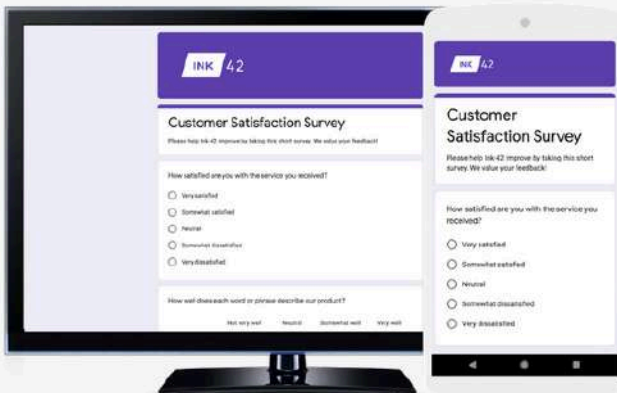 INK 42
Customer Satisfaction Survey
Please help Ink-42 improve by taking this short survey. We value your feedback!
How satisfied are you with the service you received?
Very satisfied
Somewhat satisfied
Neutral
Somewhat dissatisfied
Very dissatisfied
How well does each word or phrase describe our product?
Not very well Neutral Somewhat well Very well
INK 42
Customer
Satisfaction Survey
Please help Ink-42 improve by taking this short
survey. We value your feedback!
How satisfied are you with the service you
received?
Very satisfied
Somewhat satisfied
Neutral
Somewhat dissatisfied
Very dissatisfied